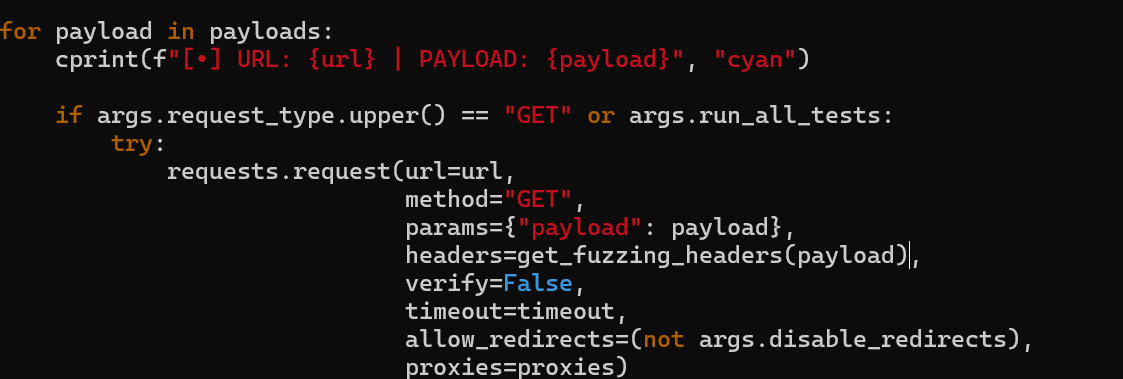 for payload in payloads:
    cprint(f"[•] URL: {url} | PAYLOAD: {payload}", "cyan")
    if args.request_type.upper() == "GET" or args.run_all_tests:
        try:
            requests.request(url=url,
                             method="GET",
                             params={"payload": payload},
                             headers=get_fuzzing_headers(payload),
                             verify=False,
                             timeout=timeout,
                             allow_redirects=(not args.disable_redirects),
                             proxies=proxies)